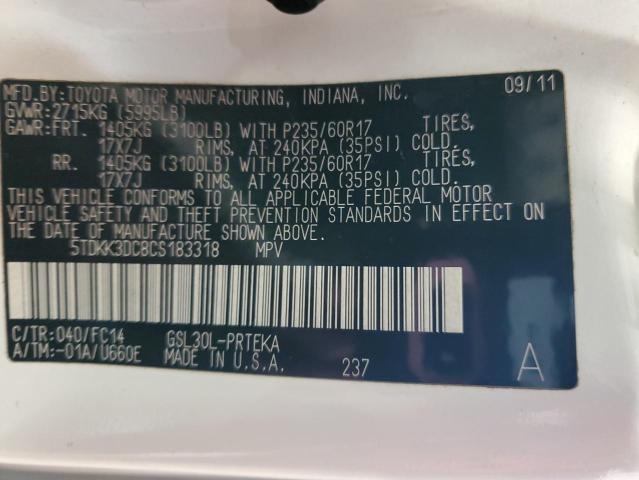 MFD.BY:TOYOTA MOTOR MANUFACTURING, INDIANA, INC. 09/11
GVWR:2715KG (5995LB)
GAWR:FRT. 1405KG (3100LB) WITH P235/60R17 TIRES,
17X7J RIMS, AT 240KPA (35PSI) COLD.
RR. 1405KG (3100LB) WITH P235/60R17 TIRES,
17X7J RIMS, AT 240KPA (35PSI) COLD.
THIS VEHICLE CONFORMS TO ALL APPLICABLE FEDERAL MOTOR
VEHICLE SAFETY AND THEFT PREVENTION STANDARDS IN EFFECT ON
THE DATE OF MANUFACTURE SHOWN ABOVE.
5TDKK3DC8CS183318 MPV
C/TR:040/FC14 GSL30L-PRTEKA
A/TM:-01A/U660E MADE IN U.S.A. 237 A